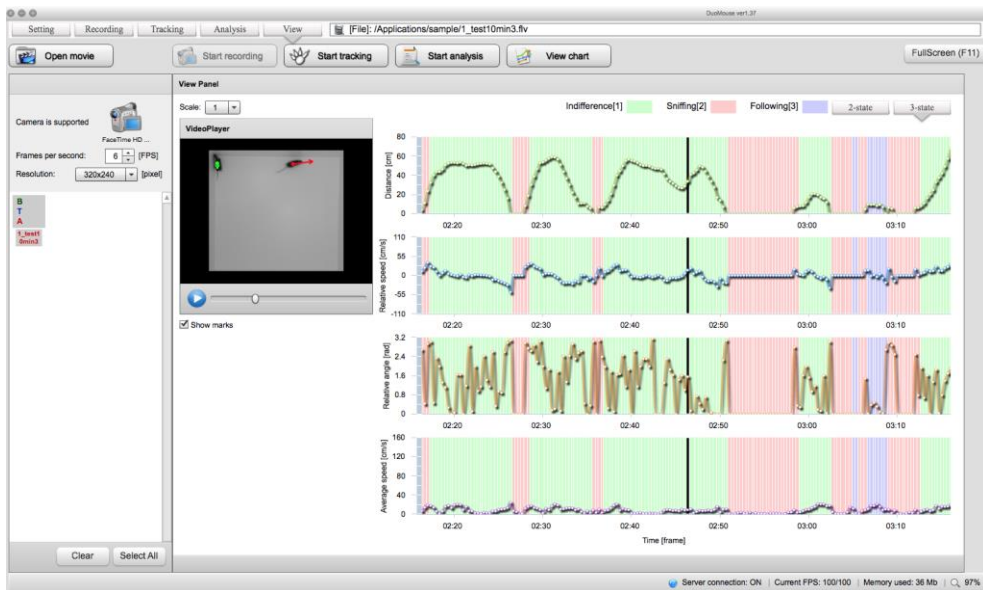 DuoMouse ver1.37
Setting Recording Tracking Analysis View [File]: /Applications/sample/1_test10min3.flv
Open movie Start recording Start tracking Start analysis View chart FullScreen (F11)
View Panel
Camera is supported
FaceTime HD ...
Frames per second: 6 [FPS]
Resolution: 320x240 [pixel]
B
T
A
1_test1
0min3
Clear Select All
Scale: 1
VideoPlayer
Show marks
Indifference[1] Sniffing[2] Following[3] 2-state 3-state
Distance [cm]
80
60
40
20
0
02:20 02:30 02:40 02:50 03:00 03:10
Relative speed [cm/s]
110
55
0
-55
-110
02:20 02:30 02:40 02:50 03:00 03:10
Relative angle [rad]
3.2
2.4
1.6
0.8
0
02:20 02:30 02:40 02:50 03:00 03:10
Average speed [cm/s]
160
120
80
40
0
02:20 02:30 02:40 02:50 03:00 03:10
Time [frame]
Server connection: ON | Current FPS: 100/100 | Memory used: 36 Mb | 97%